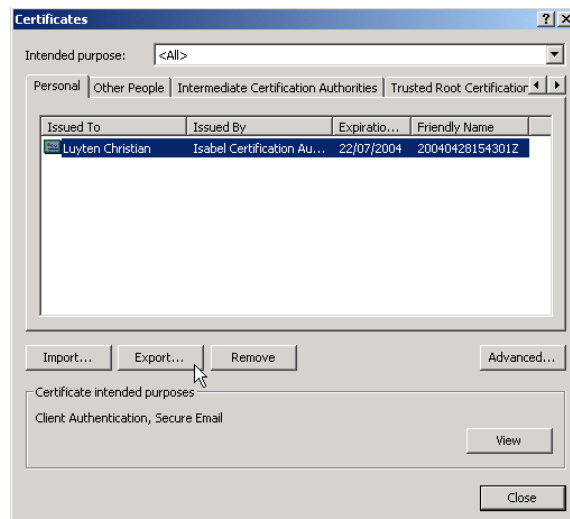 Certificates
Intended purpose: <All>
Personal Other People Intermediate Certification Authorities Trusted Root Certification
Issued To Issued By Expiratio... Friendly Name
Luyten Christian Isabel Certification Au... 22/07/2004 20040428154301Z
Import... Export... Remove Advanced...
Certificate intended purposes
Client Authentication, Secure Email
View
Close